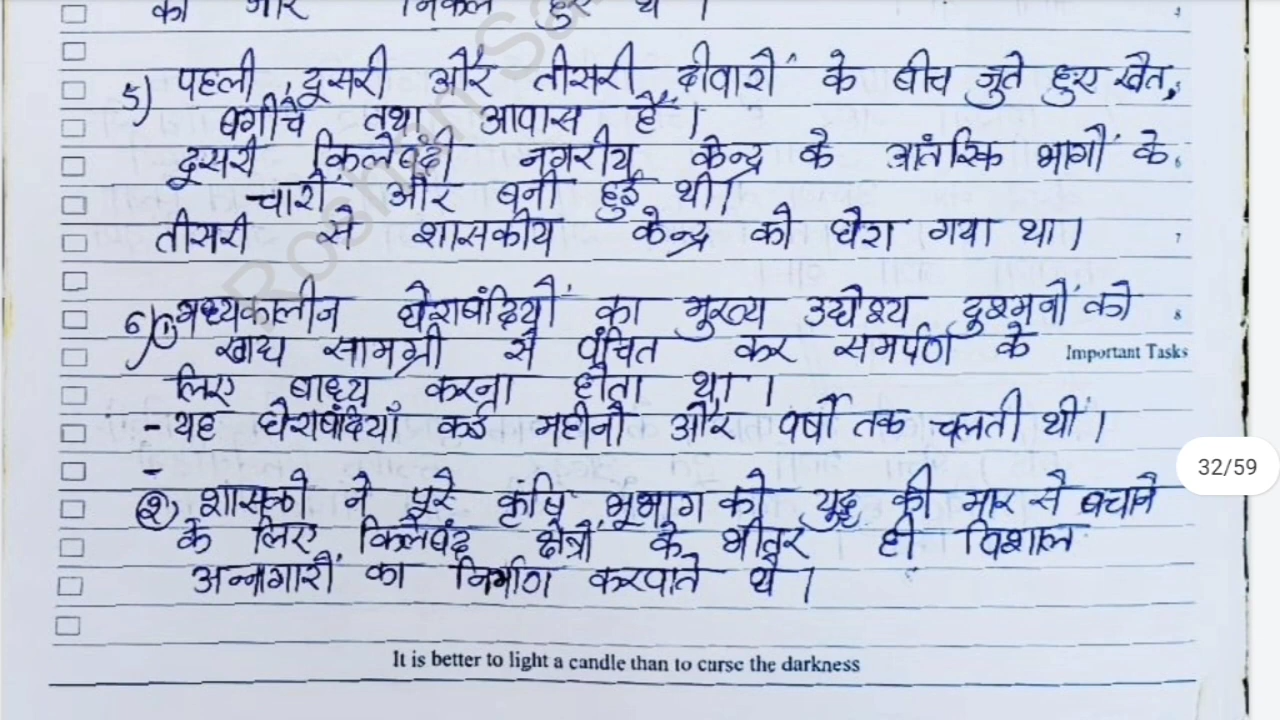 5) पहली, दूसरी और तीसरी दीवारों के बीच जुते हुए खेत,
बगीचे तथा आवास हैं।
दूसरी किलेबंदी नगरीय केन्द्र के आंतरिक भागों के
चारों और बनी हुई थी।
तीसरी से शासकीय केन्द्र को घेरा गया था।
6) ① मध्यकालीन घेराबंदियों का मुख्य उद्येश्य दुश्मनों को
खाद्य सामग्री से वंचित कर समर्पण के
Important Tasks
लिए बाध्य करना होता था।
- यह घेराबंदियाँ कई महीनों और वर्षों तक चलती थीं।
② शासकों ने पूरे कृषि भूभाग को युद्ध की मार से बचाने
के लिए किलेबंद क्षेत्रों के भीतर ही विशाल
अन्नागारों का निर्माण करवाते थे।
It is better to light a candle than to curse the darkness
32/59